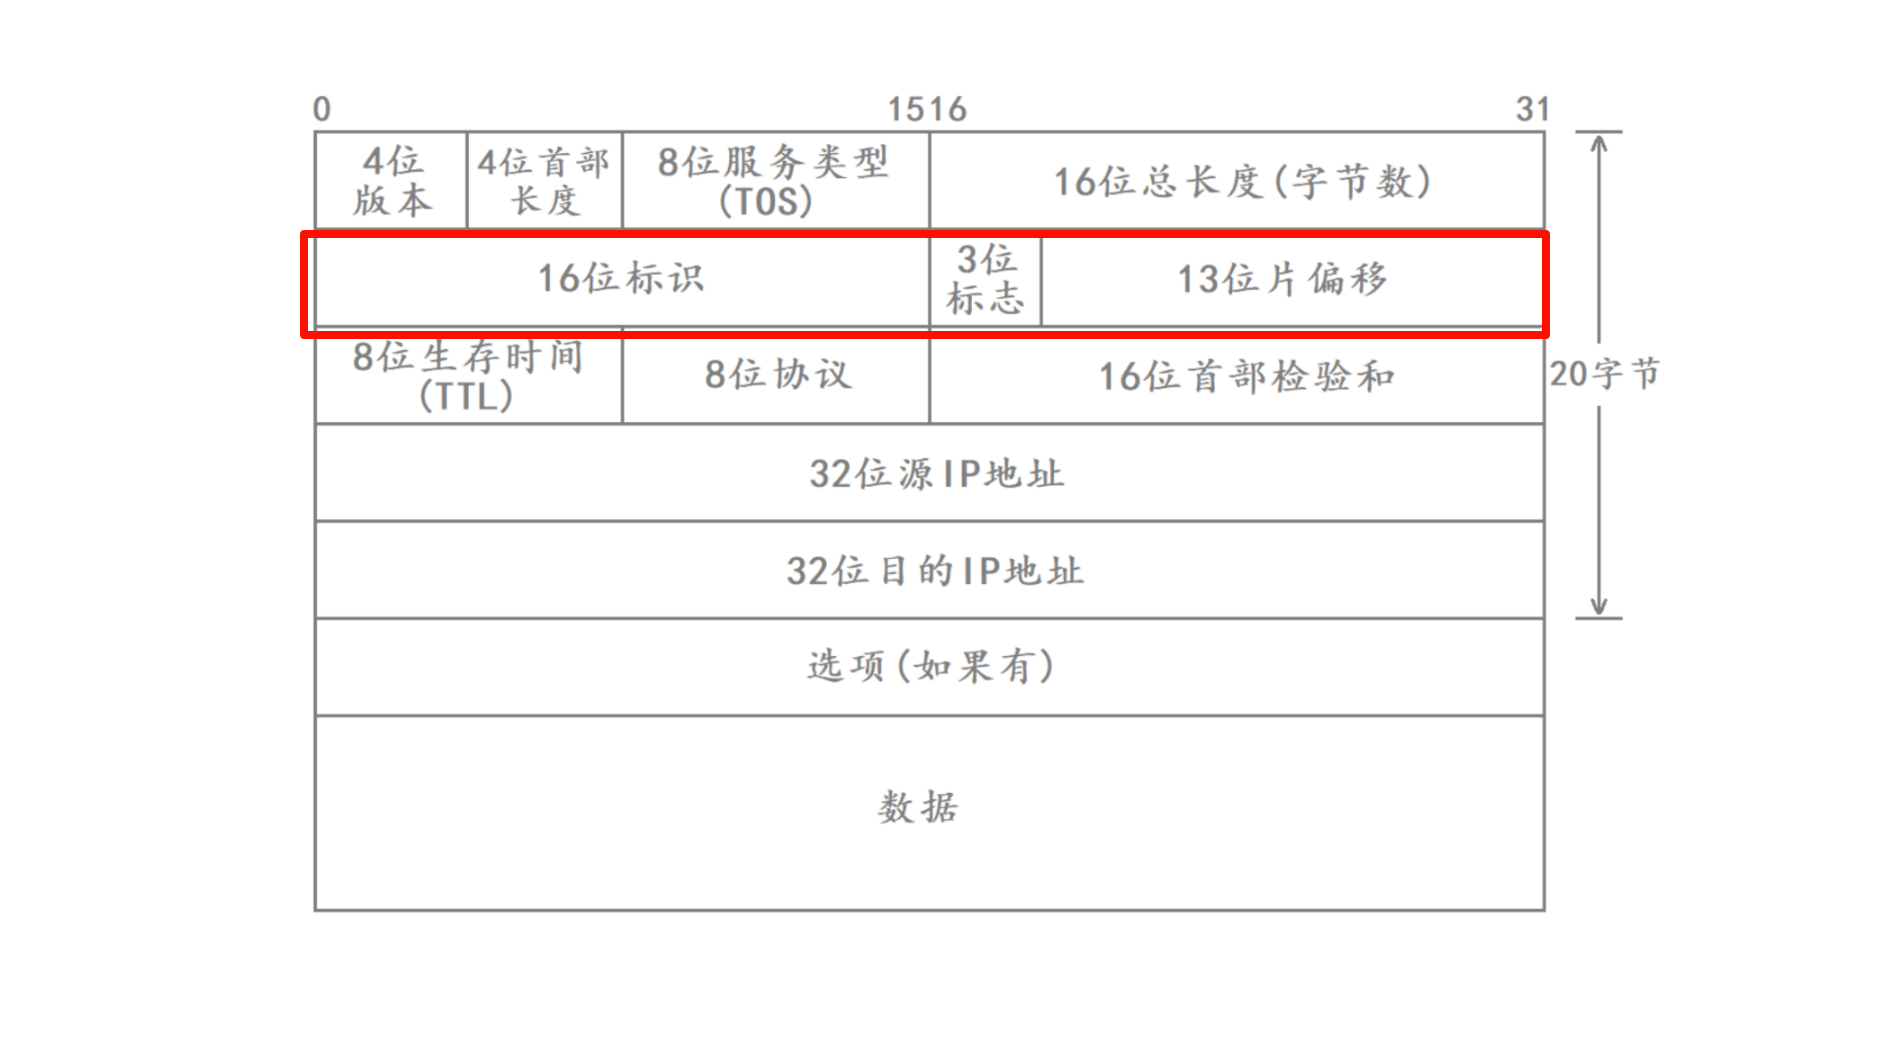 0 1516 31
4位
版本
4位首部
长度
8位服务类型
(TOS)
16位总长度(字节数)
16位标识
3位
标志
13位片偏移
8位生存时间
(TTL)
8位协议
16位首部检验和
20字节
32位源IP地址
32位目的IP地址
选项(如果有)
数据